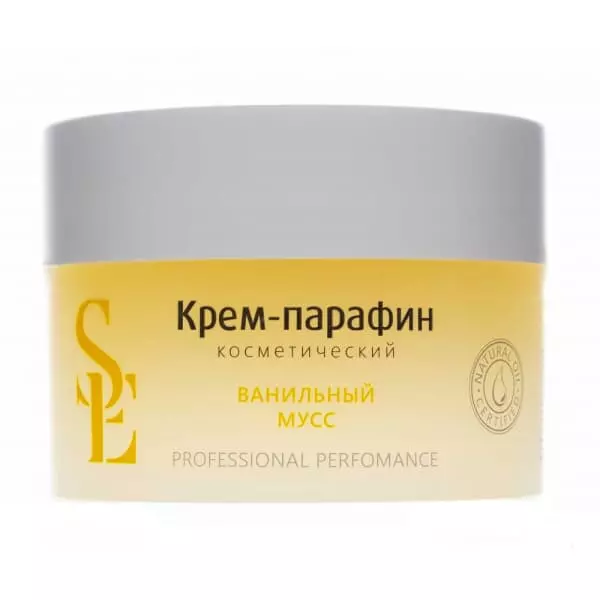 SE
Крем-парафин
косметический
ВАНИЛЬНЫЙ
МУСС
PROFESSIONAL PERFOMANCE
NATURAL OIL
CERTIFIED